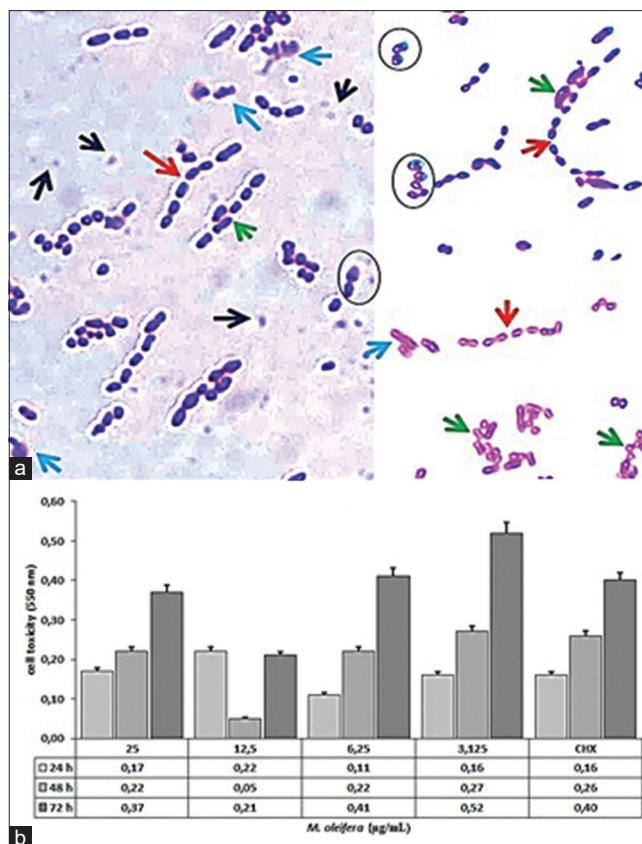 a
0,60
0,50
0,40
0,30
0,20
0,10
0,00
cell toxicity (550 nm)
25 12,5 6,25 3,125 CHX
24 h 0,17 0,22 0,11 0,16 0,16
48 h 0,22 0,05 0,22 0,27 0,26
72 h 0,37 0,21 0,41 0,52 0,40
M. oleifera (µg/mL)
b